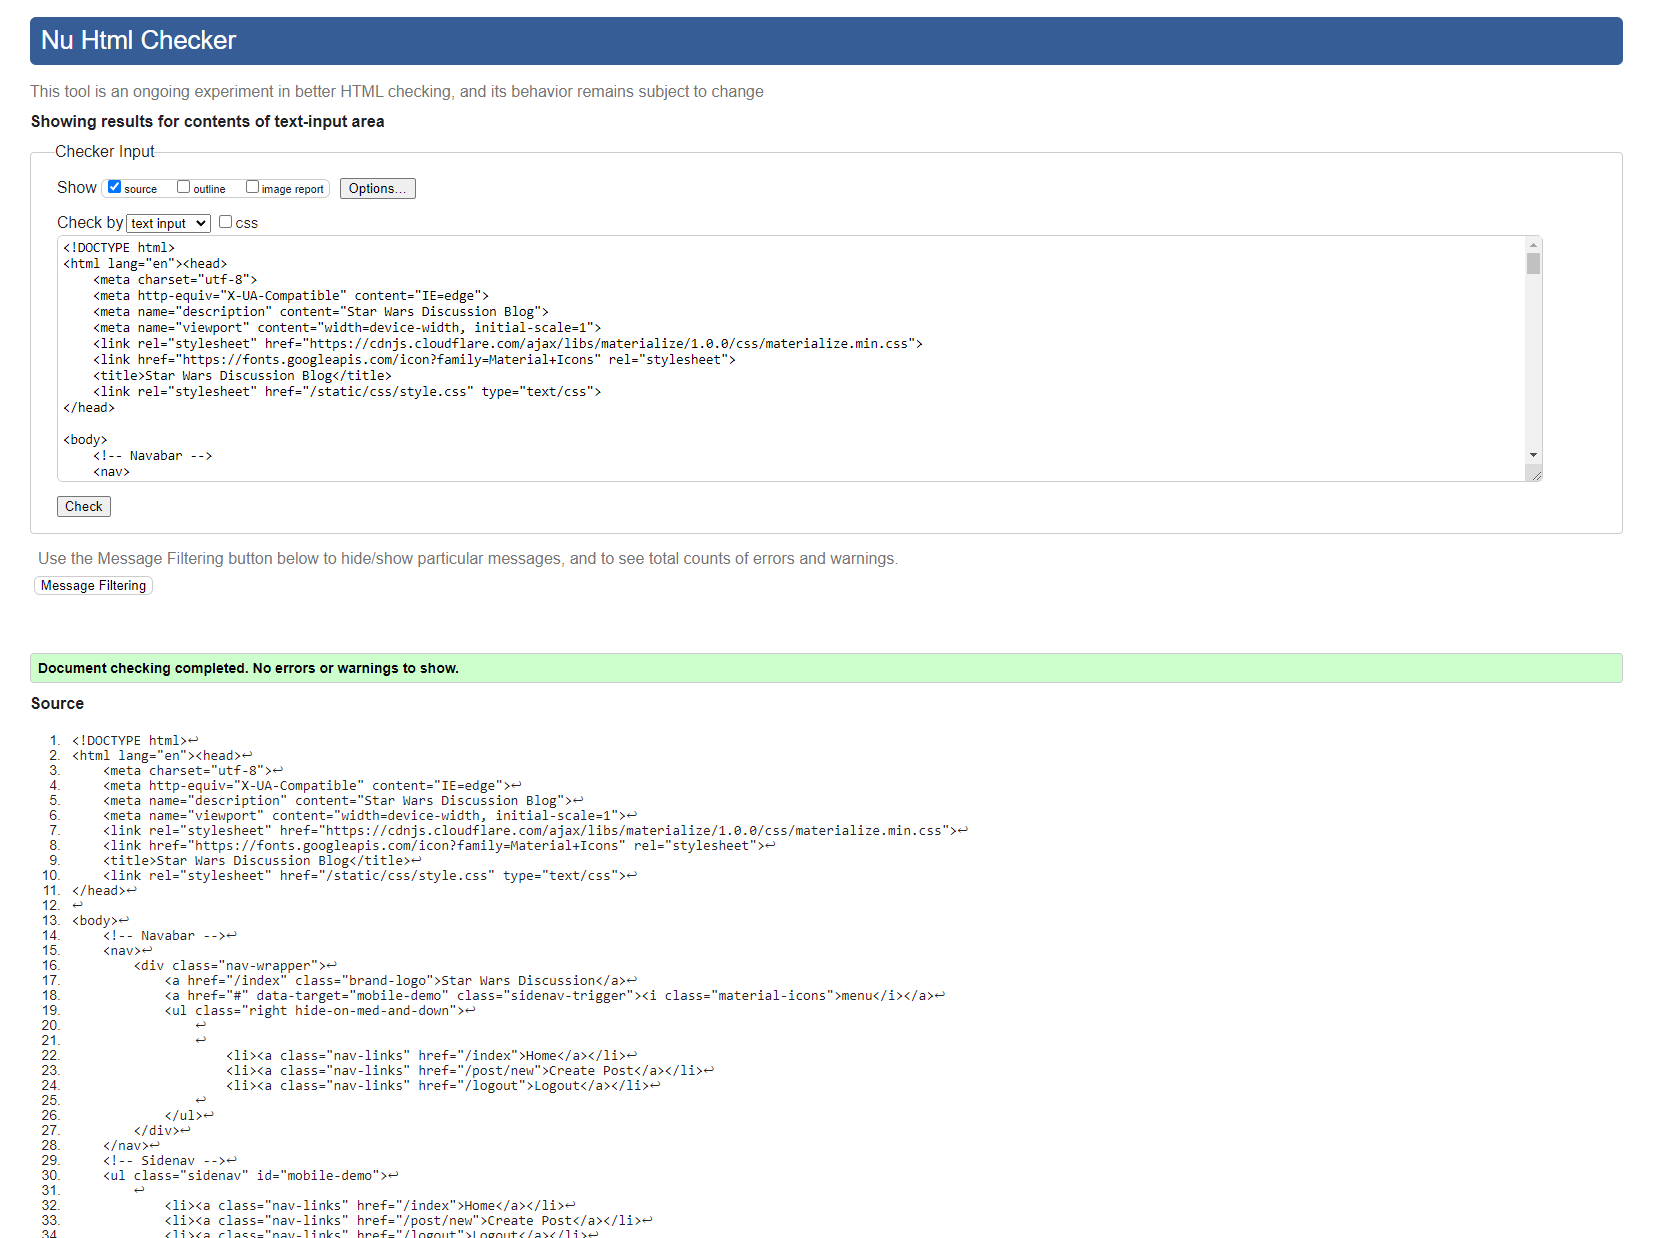 Nu Html Checker
This tool is an ongoing experiment in better HTML checking, and its behavior remains subject to change
Showing results for contents of text-input area
Checker Input
Show source outline image report Options...
Check by text input css
<!DOCTYPE html>
<html lang="en"><head>
    <meta charset="utf-8">
    <meta http-equiv="X-UA-Compatible" content="IE=edge">
    <meta name="description" content="Star Wars Discussion Blog">
    <meta name="viewport" content="width=device-width, initial-scale=1">
    <link rel="stylesheet" href="https://cdnjs.cloudflare.com/ajax/libs/materialize/1.0.0/css/materialize.min.css">
    <link href="https://fonts.googleapis.com/icon?family=Material+Icons" rel="stylesheet">
    <title>Star Wars Discussion Blog</title>
    <link rel="stylesheet" href="/static/css/style.css" type="text/css">
</head>
<body>
    <!-- Navabar -->
    <nav>
Check
Use the Message Filtering button below to hide/show particular messages, and to see total counts of errors and warnings.
Message Filtering
Document checking completed. No errors or warnings to show.
Source
1. <!DOCTYPE html>↩
2. <html lang="en"><head>↩
3.     <meta charset="utf-8">↩
4.     <meta http-equiv="X-UA-Compatible" content="IE=edge">↩
5.     <meta name="description" content="Star Wars Discussion Blog">↩
6.     <meta name="viewport" content="width=device-width, initial-scale=1">↩
7.     <link rel="stylesheet" href="https://cdnjs.cloudflare.com/ajax/libs/materialize/1.0.0/css/materialize.min.css">↩
8.     <link href="https://fonts.googleapis.com/icon?family=Material+Icons" rel="stylesheet">↩
9.     <title>Star Wars Discussion Blog</title>↩
10.     <link rel="stylesheet" href="/static/css/style.css" type="text/css">↩
11. </head>↩
12. ↩
13. <body>↩
14.     <!-- Navabar -->↩
15.     <nav>↩
16.         <div class="nav-wrapper">↩
17.             <a href="/index" class="brand-logo">Star Wars Discussion</a>↩
18.             <a href="#" data-target="mobile-demo" class="sidenav-trigger"><i class="material-icons">menu</i></a>↩
19.             <ul class="right hide-on-med-and-down">↩
20.                 ↩
21.                 ↩
22.                     <li><a class="nav-links" href="/index">Home</a></li>↩
23.                     <li><a class="nav-links" href="/post/new">Create Post</a></li>↩
24.                     <li><a class="nav-links" href="/logout">Logout</a></li>↩
25.                 ↩
26.             </ul>↩
27.         </div>↩
28.     </nav>↩
29.     <!-- Sidenav -->↩
30.     <ul class="sidenav" id="mobile-demo">↩
31.         ↩
32.             <li><a class="nav-links" href="/index">Home</a></li>↩
33.             <li><a class="nav-links" href="/post/new">Create Post</a></li>↩
34.             <li><a class="nav-links" href="/logout">Logout</a></li>↩